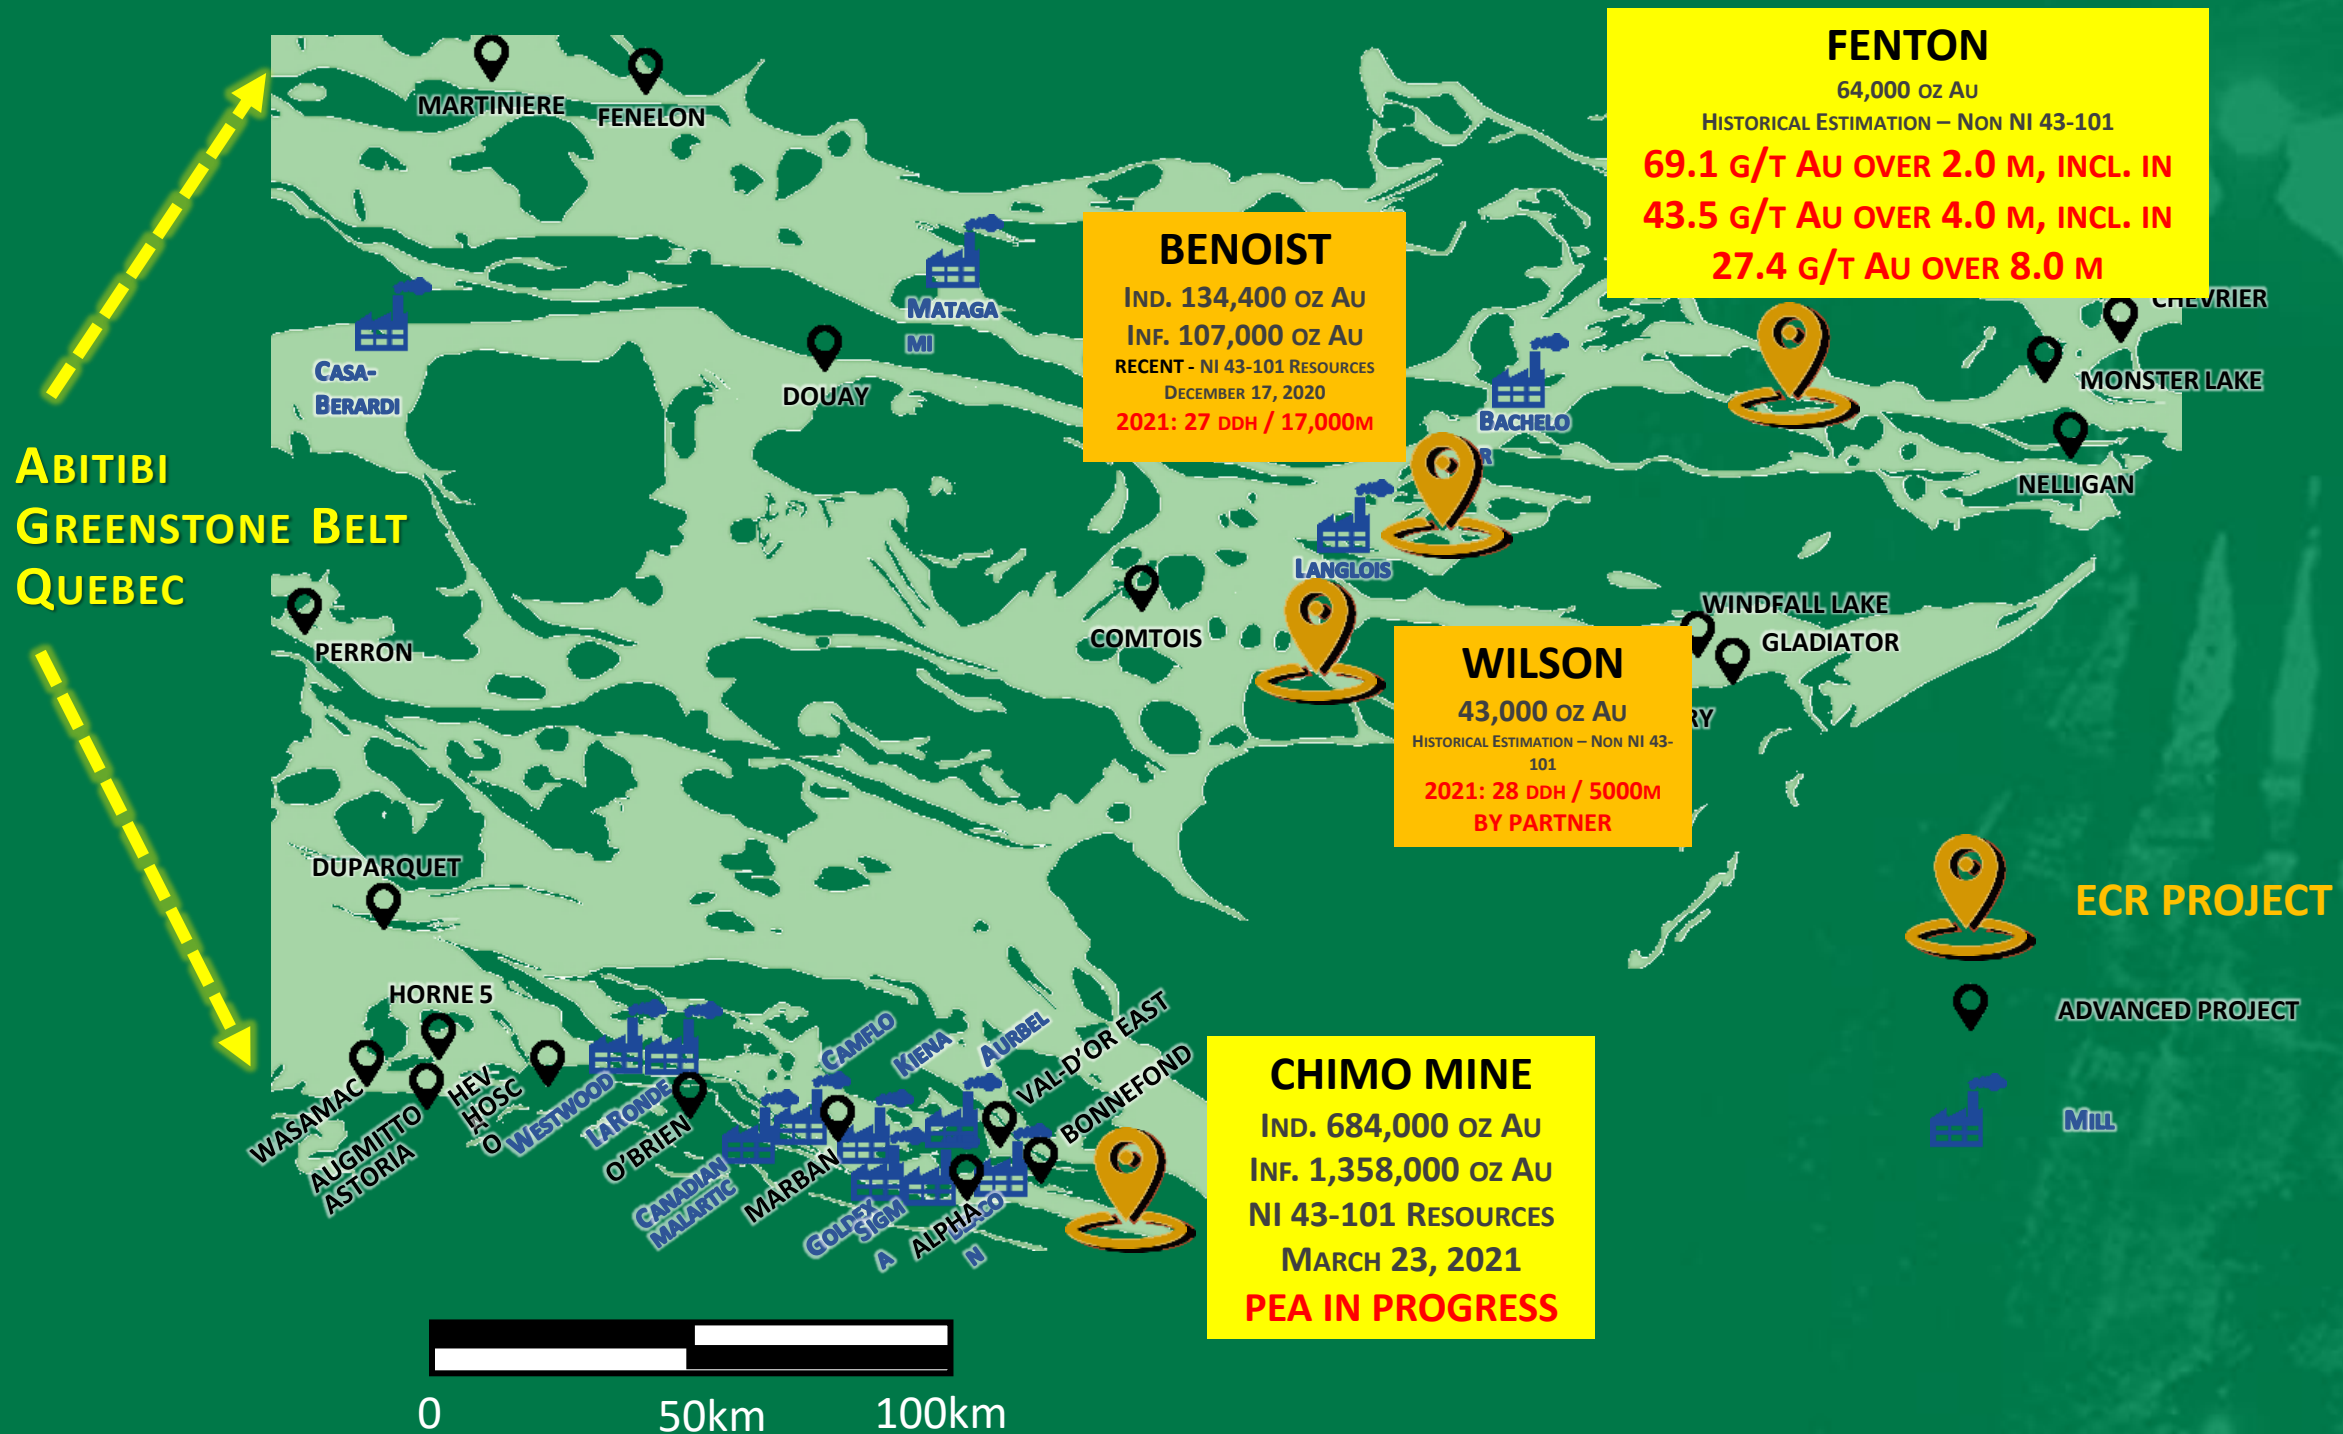 FENTON
64,000 OZ AU
HISTORICAL ESTIMATION – NON NI 43-101
69.1 G/T AU OVER 2.0 M, INCL. IN
43.5 G/T AU OVER 4.0 M, INCL. IN
27.4 G/T AU OVER 8.0 M
MARTINIERE
FENELON
BENOIST
IND. 134,400 OZ AU
INF. 107,000 OZ AU
RECENT - NI 43-101 RESOURCES
DECEMBER 17, 2020
2021: 27 DDH / 17,000M
MATAGA
MI
CASA-
BERARDI
DOUAY
CHEVRIER
MONSTER LAKE
NELLIGAN
BACHELO
R
LANGLOIS
ABITIBI
GREENSTONE BELT
QUEBEC
PERRON
COMTOIS
WINDFALL LAKE
GLADIATOR
RY
WILSON
43,000 OZ AU
HISTORICAL ESTIMATION – NON NI 43-
101
2021: 28 DDH / 5000M
BY PARTNER
DUPARQUET
ECR PROJECT
ADVANCED PROJECT
MILL
HORNE 5
WASAMAC
AUGMITTO
ASTORIA
HEV
HOSC
O
WESTWOOD
LARONDE
O'BRIEN
CANADIAN
MALARTIC
CAMFLO
MARBAN
KIENA
GOLDEX
SIGM
A
AURBEL
ALPHA
ACO
N
VAL-D'OR EAST
BONNEFOND
CHIMO MINE
IND. 684,000 OZ AU
INF. 1,358,000 OZ AU
NI 43-101 RESOURCES
MARCH 23, 2021
PEA IN PROGRESS
0 50km 100km